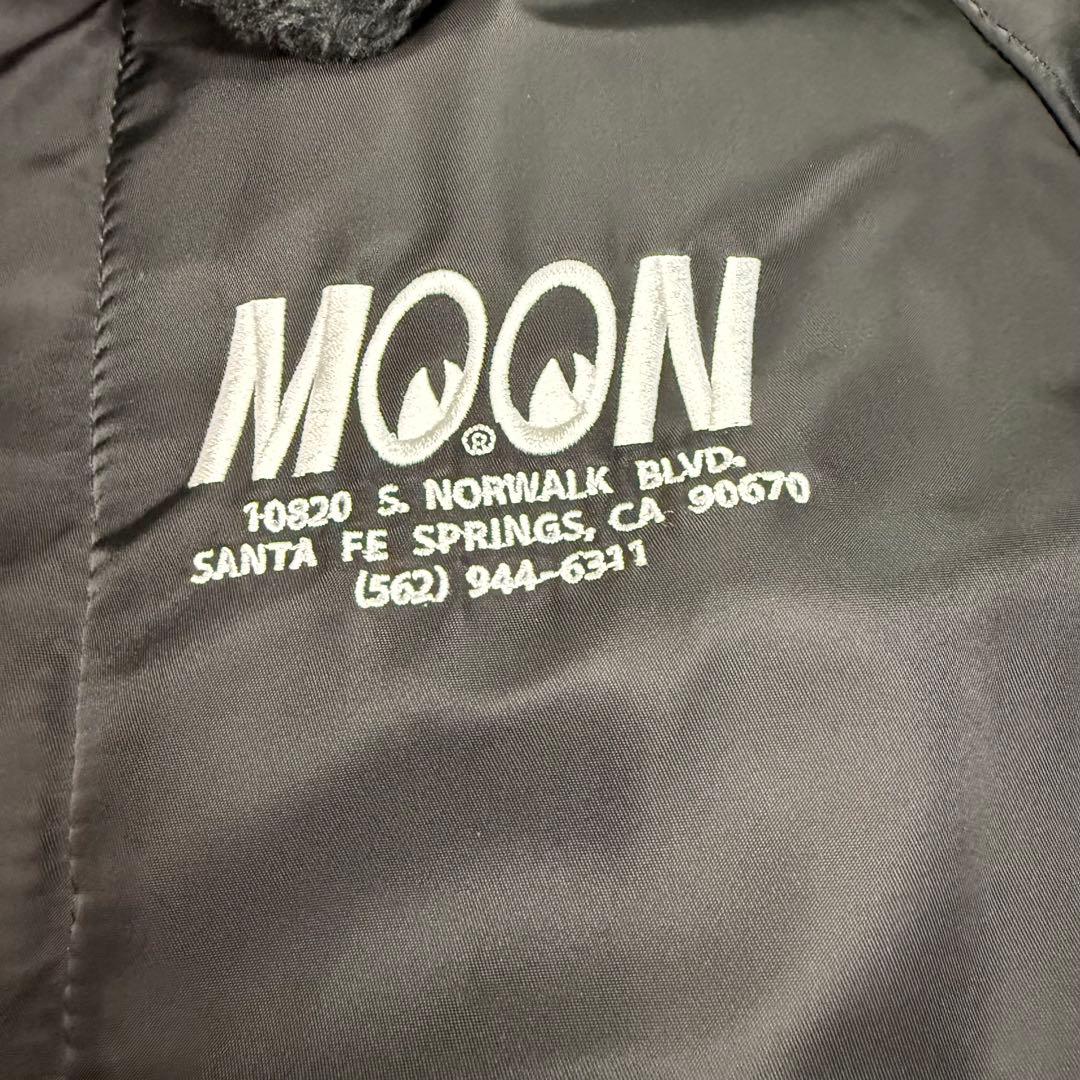 MOON®
10820 S. NORWALK BLVD.
SANTA FE SPRINGS, CA 90670
(562) 944-6311